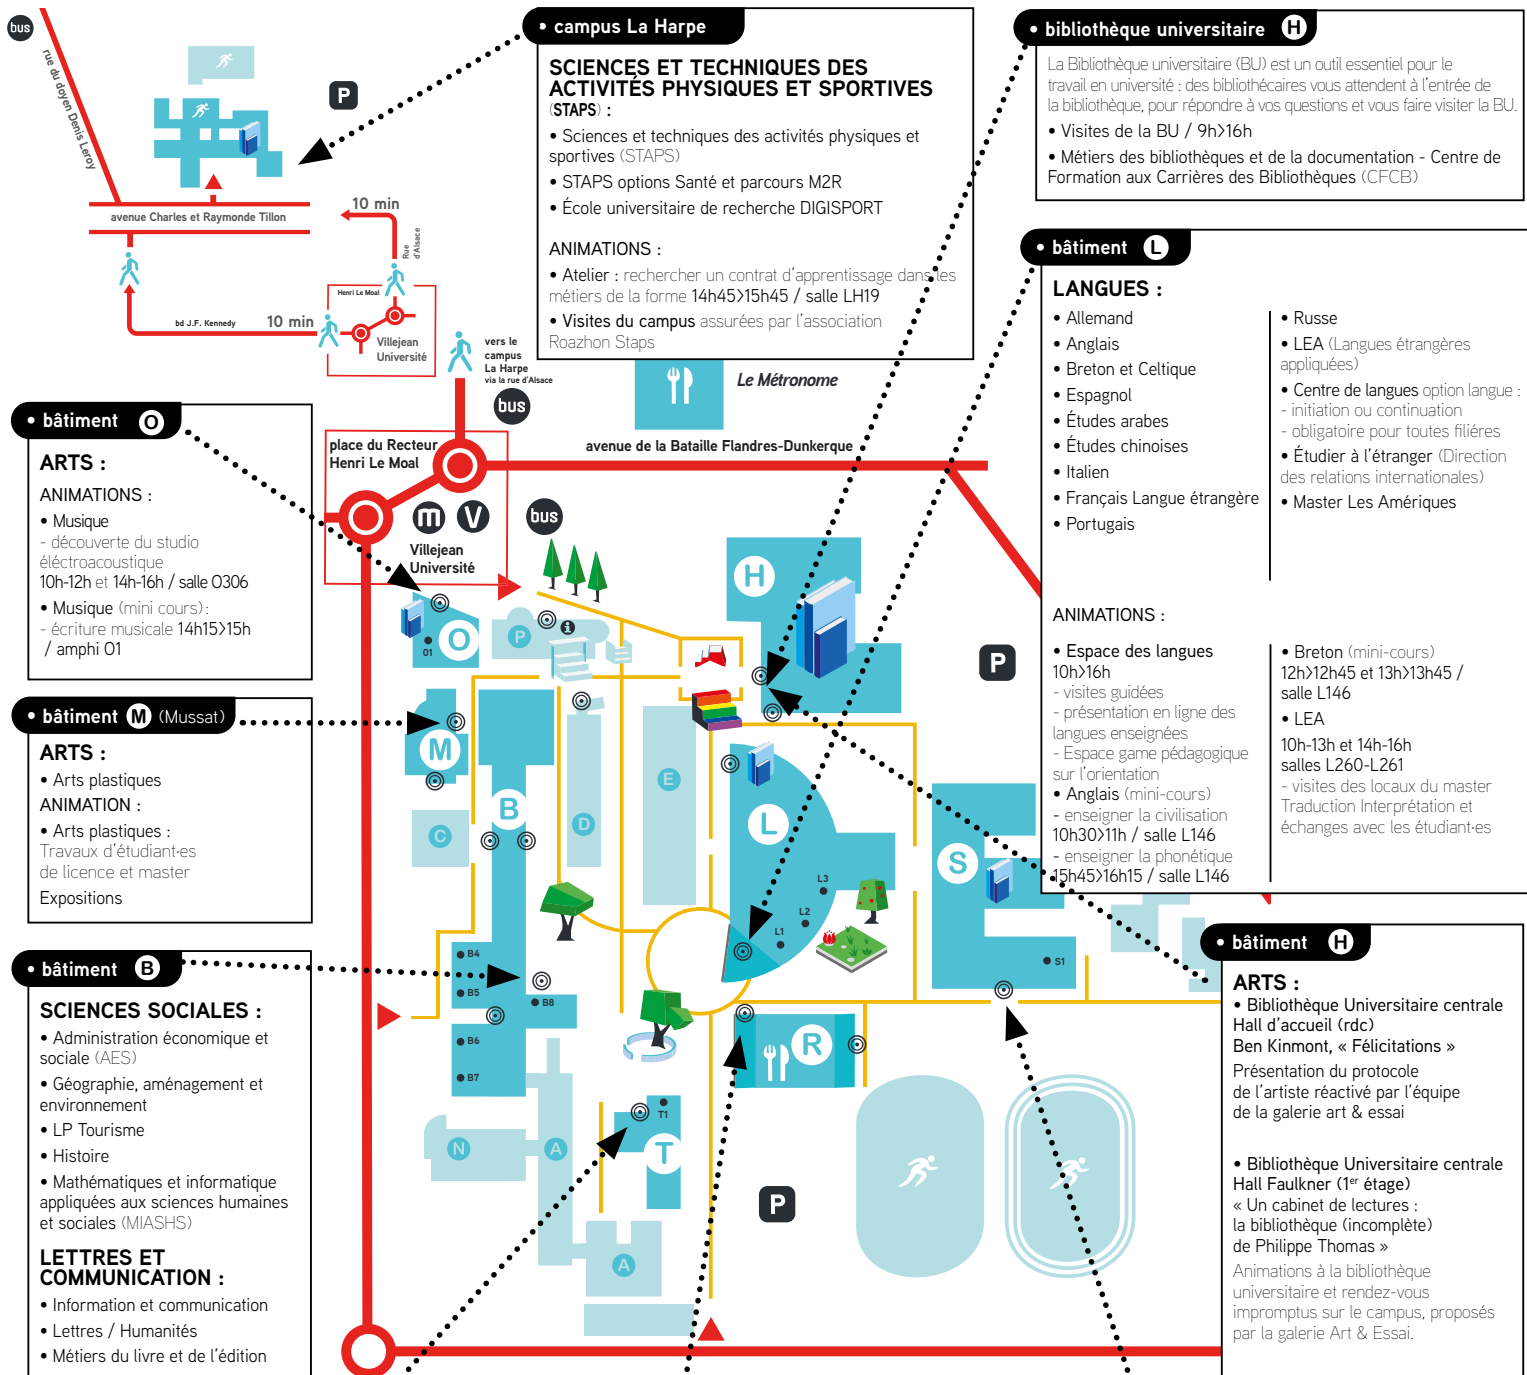 bus
rue du doyen Denis Leroy
P
avenue Charles et Raymonde Tillon
10 min
Rue d'Alsace
Henri Le Moal
bd J.F. Kennedy
10 min
Villejean
Université
vers le
campus
La Harpe
via la rue d'Alsace
bus
• campus La Harpe
SCIENCES ET TECHNIQUES DES
ACTIVITÉS PHYSIQUES ET SPORTIVES
(STAPS) :
• Sciences et techniques des activités physiques et
sportives (STAPS)
• STAPS options Santé et parcours M2R
• École universitaire de recherche DIGISPORT
ANIMATIONS :
• Atelier : rechercher un contrat d'apprentissage dans les
métiers de la forme 14h45>15h45 / salle LH19
• Visites du campus assurées par l'association
Roazhon Staps
• bibliothèque universitaire H
La Bibliothèque universitaire (BU) est un outil essentiel pour le
travail en université : des bibliothécaires vous attendent à l'entrée de
la bibliothèque, pour répondre à vos questions et vous faire visiter la BU.
• Visites de la BU / 9h>16h
• Métiers des bibliothèques et de la documentation - Centre de
Formation aux Carrières des Bibliothèques (CFCB)
• bâtiment L
LANGUES :
• Allemand
• Anglais
• Breton et Celtique
• Espagnol
• Études arabes
• Études chinoises
• Italien
• Français Langue étrangère
• Portugais
• Russe
• LEA (Langues étrangères
appliquées)
• Centre de langues option langue :
- initiation ou continuation
- obligatoire pour toutes filiéres
• Étudier à l'étranger (Direction
des relations internationales)
• Master Les Amériques
ANIMATIONS :
• Espace des langues
10h>16h
- visites guidées
- présentation en ligne des
langues enseignées
- Espace game pédagogique
sur l'orientation
• Anglais (mini-cours)
- enseigner la civilisation
10h30>11h / salle L146
- enseigner la phonétique
15h45>16h15 / salle L146
• Breton (mini-cours)
12h>12h45 et 13h>13h45 /
salle L146
• LEA
10h-13h et 14h-16h
salles L260-L261
- visites des locaux du master
Traduction Interprétation et
échanges avec les étudiant·es
Le Métronome
avenue de la Bataille Flandres-Dunkerque
place du Recteur
Henri Le Moal
m V
bus
Villejean
Université
• bâtiment O
ARTS :
ANIMATIONS :
• Musique
- découverte du studio
éléctroacoustique
10h-12h et 14h-16h / salle O306
• Musique (mini cours) :
- écriture musicale 14h15>15h
/ amphi O1
• bâtiment M (Mussat)
ARTS :
• Arts plastiques
ANIMATION :
• Arts plastiques :
Travaux d'étudiant·es
de licence et master
Expositions
• bâtiment B
SCIENCES SOCIALES :
• Administration économique et
sociale (AES)
• Géographie, aménagement et
environnement
• LP Tourisme
• Histoire
• Mathématiques et informatique
appliquées aux sciences humaines
et sociales (MIASHS)
LETTRES ET
COMMUNICATION :
• Information et communication
• Lettres / Humanités
• Métiers du livre et de l'édition
O
O1
P
i
H
P
M
C
B
D
E
L
L3
L2
L1
S
S1
B4
B5
B8
B6
B7
R
T1
T
N
A
A
P
• bâtiment H
ARTS :
• Bibliothèque Universitaire centrale
Hall d'accueil (rdc)
Ben Kinmont, « Félicitations »
Présentation du protocole
de l'artiste réactivé par l'équipe
de la galerie art & essai
• Bibliothèque Universitaire centrale
Hall Faulkner (1er étage)
« Un cabinet de lectures :
la bibliothèque (incomplète)
de Philippe Thomas »
Animations à la bibliothèque
universitaire et rendez-vous
impromptus sur le campus, proposés
par la galerie Art & Essai.